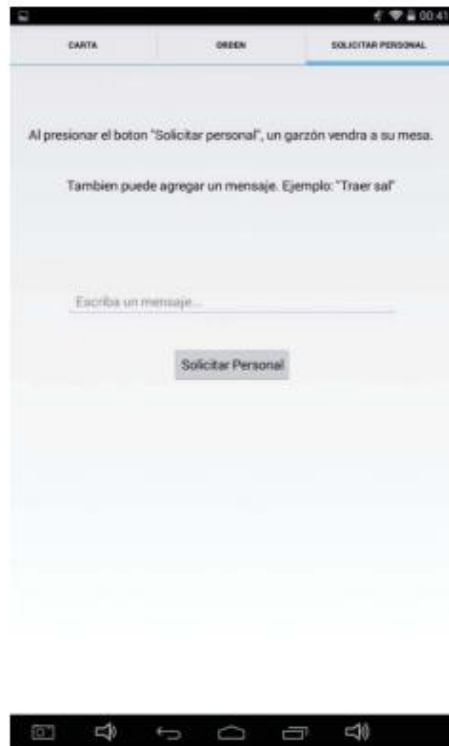 00:41
CARTA ORDEN SOLICITAR PERSONAL
Al presionar el boton "Solicitar personal", un garzón vendra a su mesa.
Tambien puede agregar un mensaje. Ejemplo: "Traer sal"
Escriba un mensaje...
Solicitar Personal